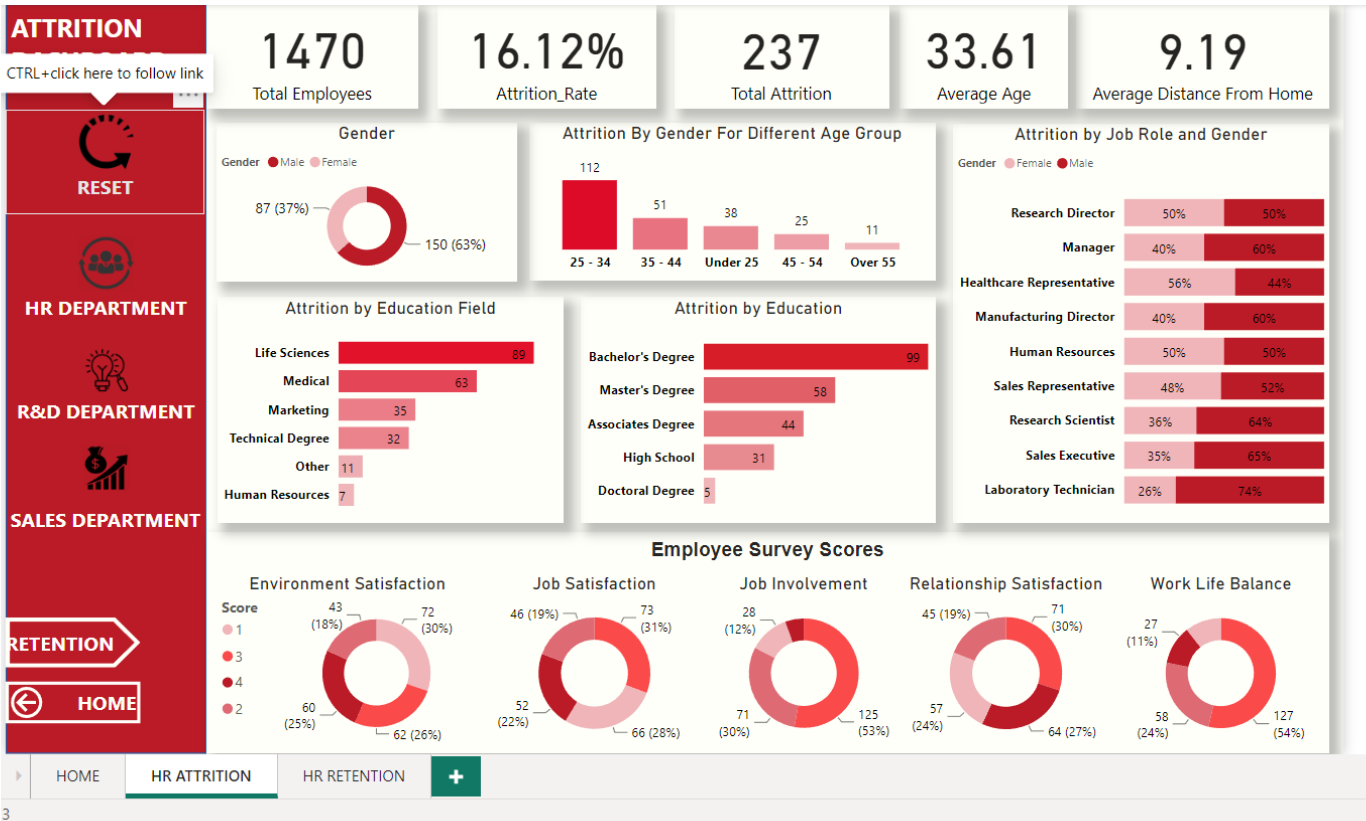 ATTRITION
CTRL+click here to follow link
...
RESET
HR DEPARTMENT
R&D DEPARTMENT
SALES DEPARTMENT
RETENTION
HOME
1470
Total Employees
16.12%
Attrition_Rate
237
Total Attrition
33.61
Average Age
9.19
Average Distance From Home
Gender
Gender Male Female
87 (37%)
150 (63%)
Attrition By Gender For Different Age Group
112
51
38
25
11
25 - 34 35 - 44 Under 25 45 - 54 Over 55
Attrition by Job Role and Gender
Gender Female Male
Research Director 50% 50%
Manager 40% 60%
Healthcare Representative 56% 44%
Manufacturing Director 40% 60%
Human Resources 50% 50%
Sales Representative 48% 52%
Research Scientist 36% 64%
Sales Executive 35% 65%
Laboratory Technician 26% 74%
Attrition by Education Field
Life Sciences 89
Medical 63
Marketing 35
Technical Degree 32
Other 11
Human Resources 7
Attrition by Education
Bachelor's Degree 99
Master's Degree 58
Associates Degree 44
High School 31
Doctoral Degree 5
Employee Survey Scores
Environment Satisfaction
Score
1
3
4
2
43
(18%)
72
(30%)
60
(25%)
62 (26%)
Job Satisfaction
46 (19%)
73
(31%)
52
(22%)
66 (28%)
Job Involvement
28
(12%)
71
(30%)
125
(53%)
Relationship Satisfaction
45 (19%)
71
(30%)
57
(24%)
64 (27%)
Work Life Balance
27
(11%)
58
(24%)
127
(54%)
HOME HR ATTRITION HR RETENTION +
3